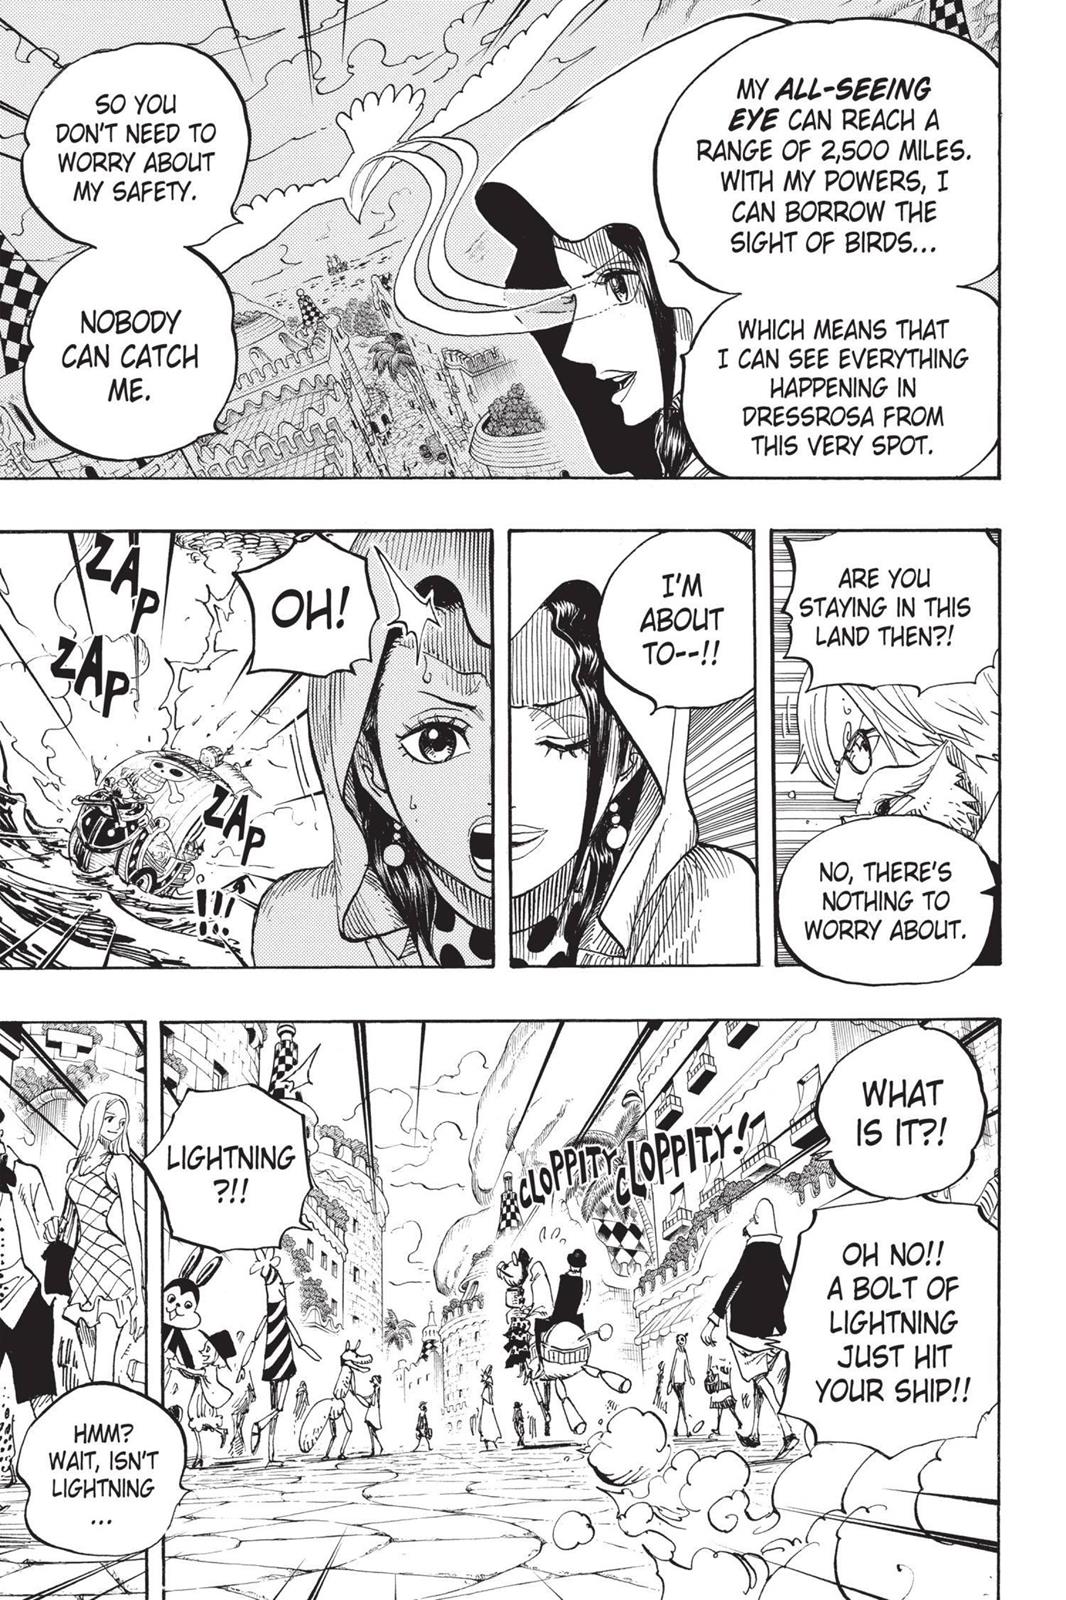 MY ALL-SEEING
EYE CAN REACH A
RANGE OF 2,500 MILES.
WITH MY POWERS, I
CAN BORROW THE
SIGHT OF BIRDS...
WHICH MEANS THAT
I CAN SEE EVERYTHING
HAPPENING IN
DRESSROSA FROM
THIS VERY SPOT.
SO YOU
DON'T NEED TO
WORRY ABOUT
MY SAFETY.
NOBODY
CAN CATCH
ME.
ARE YOU
STAYING IN THIS
LAND THEN?!
NO, THERE'S
NOTHING TO
WORRY ABOUT.
I'M
ABOUT
TO--!!
OH!
ZAP
ZAP
ZAP
!!!
WHAT
IS IT?!
OH NO!!
A BOLT OF
LIGHTNING
JUST HIT
YOUR SHIP!!
CLOPPITY
CLOPPITY!
LIGHTNING
?!!
HMM?
WAIT, ISN'T
LIGHTNING
...